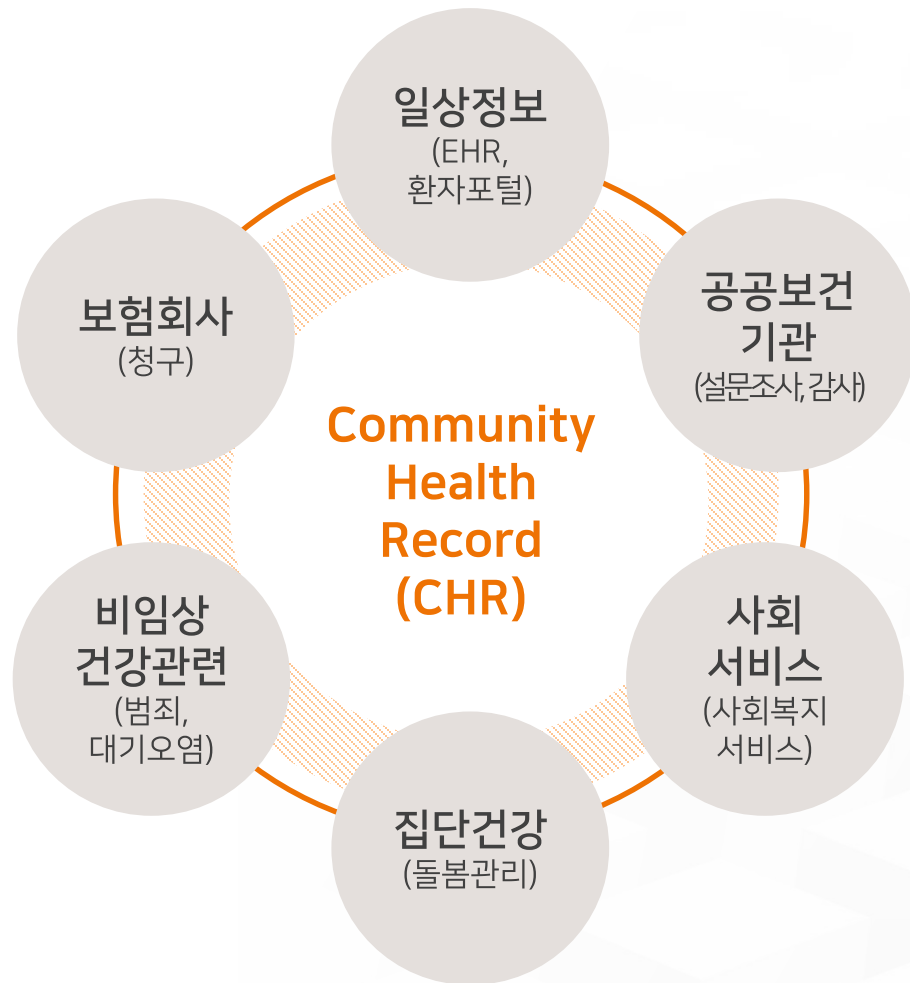 일상정보
(EHR,
환자포털)
공공보건
기관
(설문조사, 감사)
사회
서비스
(사회복지
서비스)
집단건강
(돌봄관리)
비임상
건강관련
(범죄,
대기오염)
보험회사
(청구)
Community
Health
Record
(CHR)